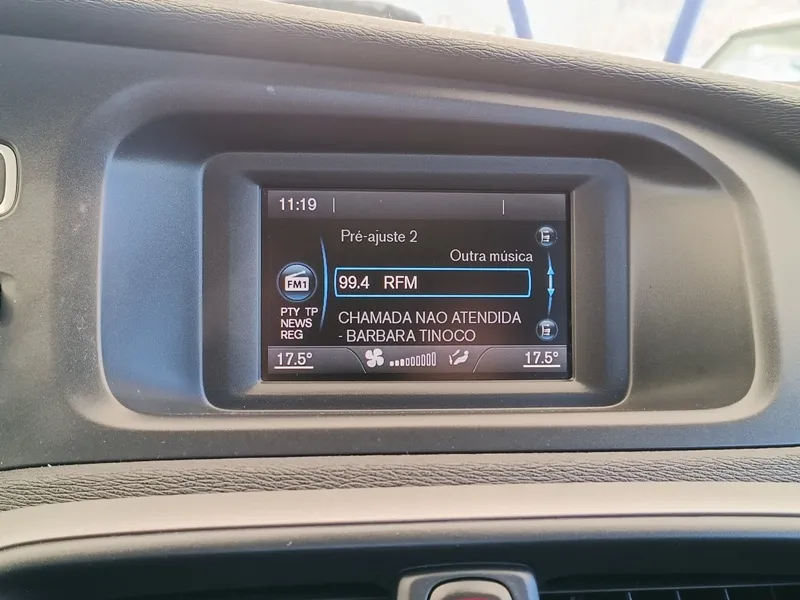 11:19
Pré-ajuste 2
Outra música
99.4 RFM
FM1
PTY TP
NEWS
REG
CHAMADA NAO ATENDIDA
- BARBARA TINOCO
17.5°
17.5°